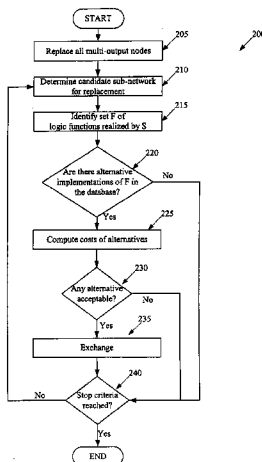 START
205
200
Replace all multi-output nodes
210
Determine candidate sub-network
for replacement
215
Identify set F of
logic functions realized by S
220
Are there alternative
implementations of F in
the database?
No
Yes
225
Compute costs of alternatives
230
Any alternative
acceptable?
No
Yes
235
Exchange
240
No
Stop criteria
reached?
Yes
END